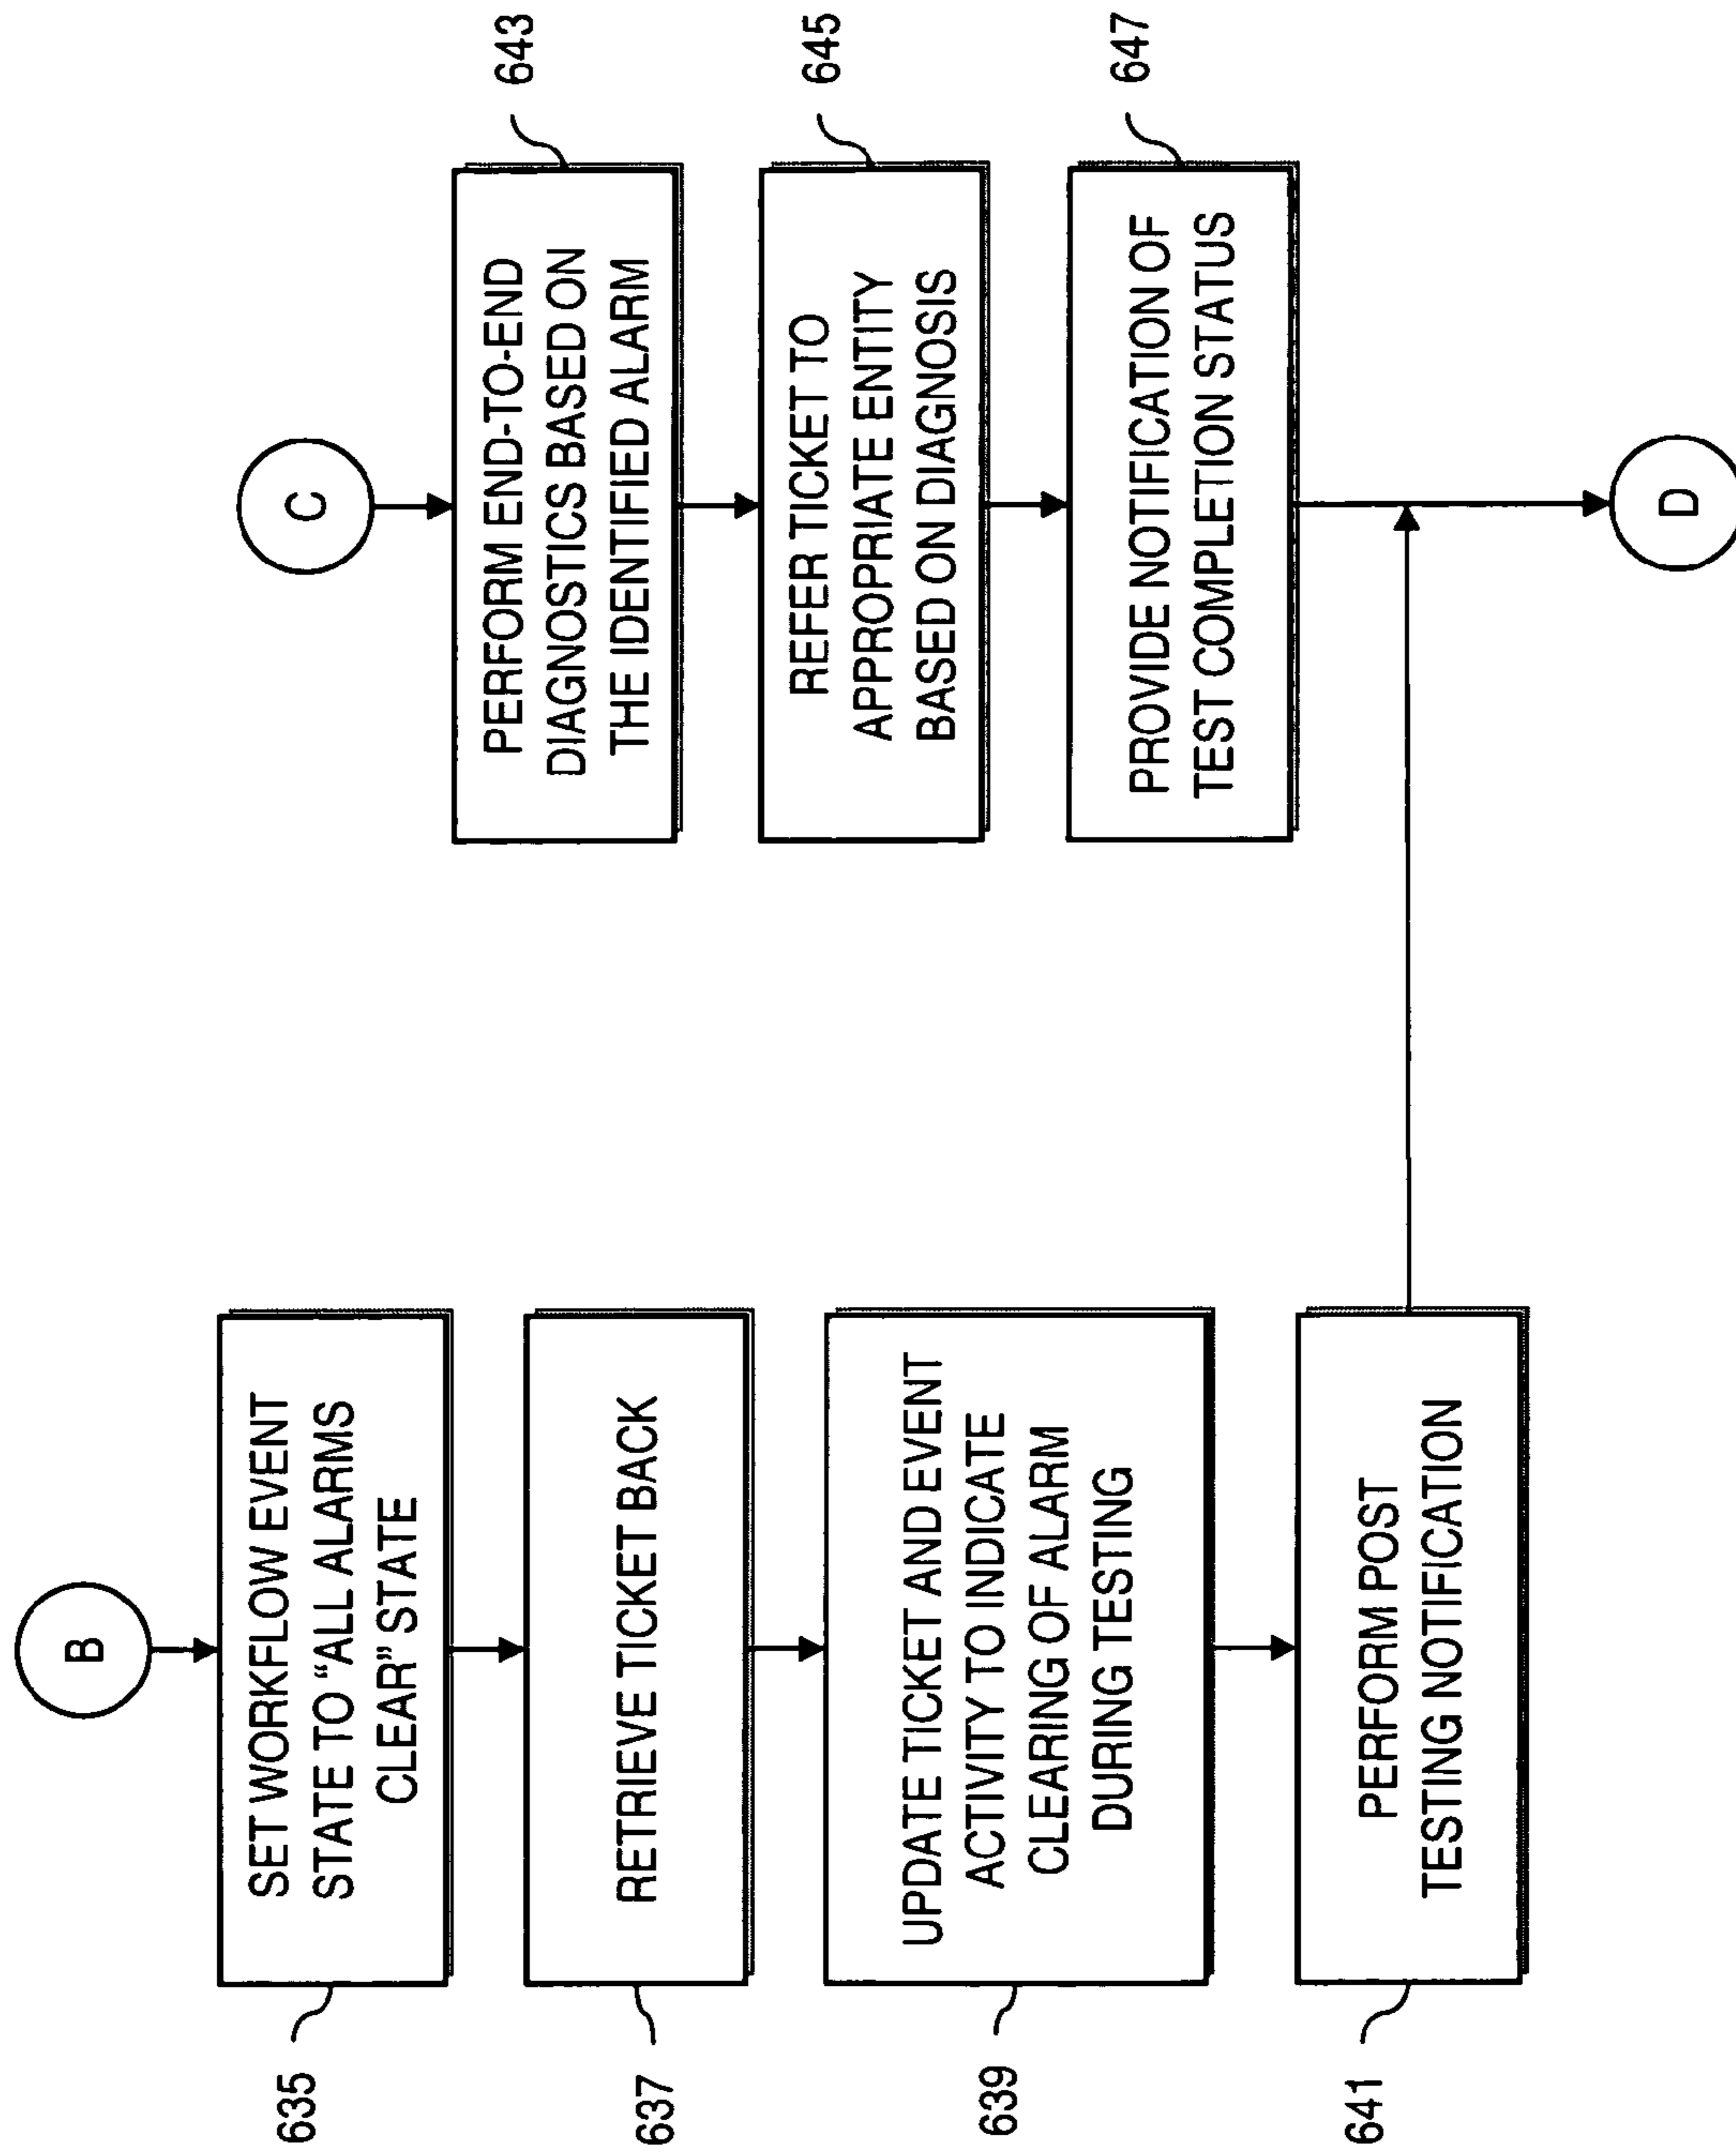 B
SET WORKFLOW EVENT
STATE TO “ALL ALARMS
CLEAR” STATE
635
RETRIEVE TICKET BACK
637
UPDATE TICKET AND EVENT
ACTIVITY TO INDICATE
CLEARING OF ALARM
DURING TESTING
639
PERFORM POST
TESTING NOTIFICATION
641
C
PERFORM END-TO-END
DIAGNOSTICS BASED ON
THE IDENTIFIED ALARM
643
REFER TICKET TO
APPROPRIATE ENTITY
BASED ON DIAGNOSIS
645
PROVIDE NOTIFICATION OF
TEST COMPLETION STATUS
647
D